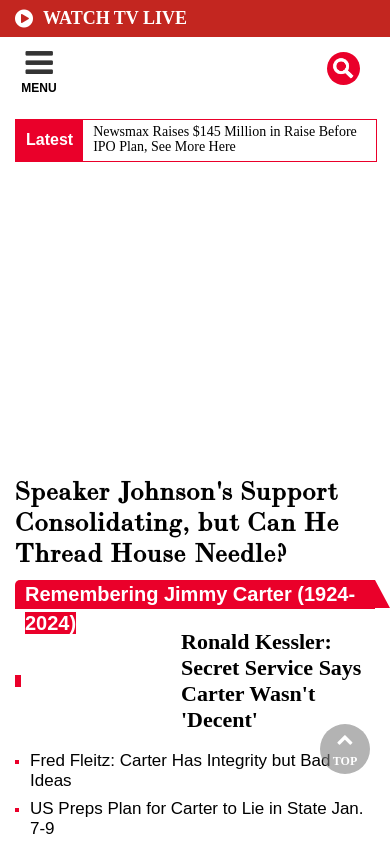 WATCH TV LIVE
MENU
Latest
Newsmax Raises $145 Million in Raise Before
IPO Plan, See More Here
Speaker Johnson's Support
Consolidating, but Can He
Thread House Needle?
Remembering Jimmy Carter (1924-
2024)
Ronald Kessler:
Secret Service Says
Carter Wasn't
'Decent'
Fred Fleitz: Carter Has Integrity but Bad
Ideas
TOP
US Preps Plan for Carter to Lie in State Jan.
7-9